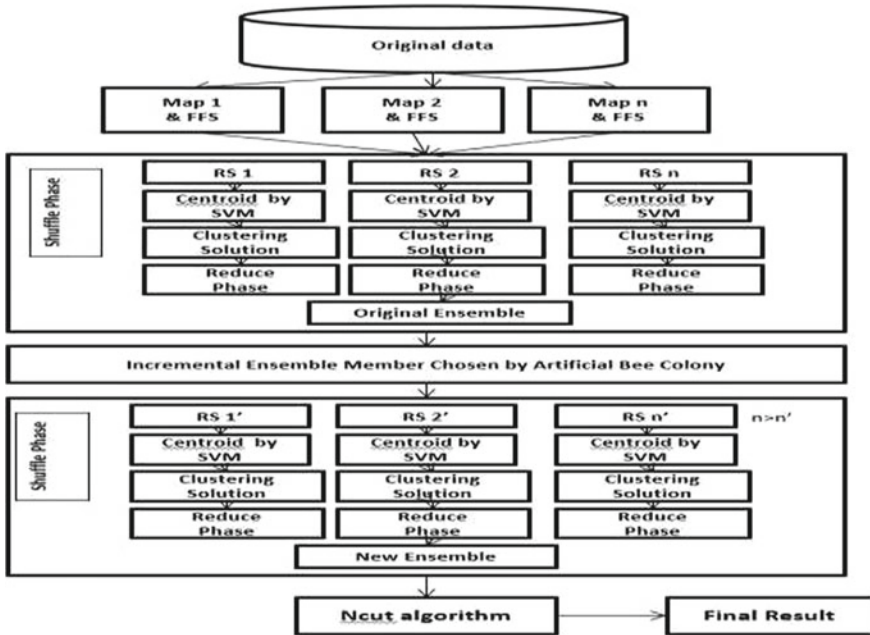 Original data
Map 1
& FFS
Map 2
& FFS
Map n
& FFS
Shuffle Phase
RS 1
RS 2
RS n
Centroid by
SVM
Centroid by
SVM
Centroid by
SVM
Clustering
Solution
Clustering
Solution
Clustering
Solution
Reduce
Phase
Reduce
Phase
Reduce
Phase
Original Ensemble
Incremental Ensemble Member Chosen by Artificial Bee Colony
Shuffle Phase
RS 1’
RS 2’
RS n’
n>n’
Centroid by
SVM
Centroid by
SVM
Centroid by
SVM
Clustering
Solution
Clustering
Solution
Clustering
Solution
Reduce
Phase
Reduce
Phase
Reduce
Phase
New Ensemble
Ncut algorithm
Final Result